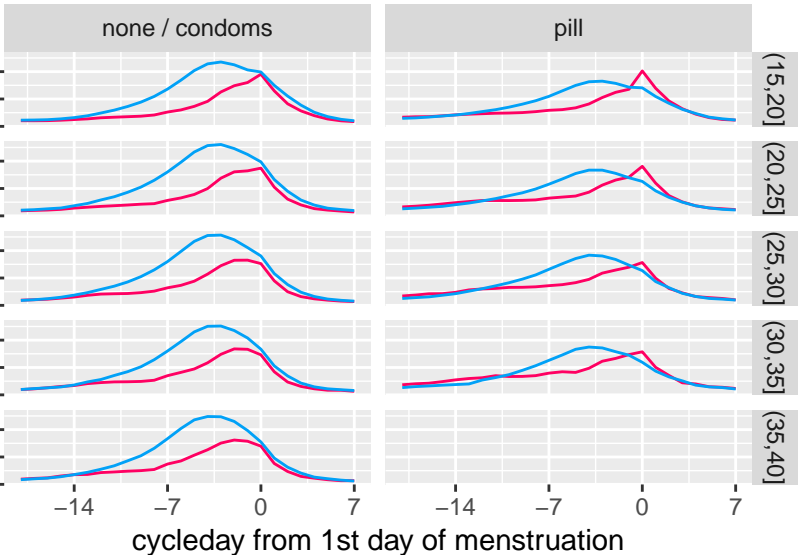 none / condoms
pill
(15,20]
(20,25]
(25,30]
(30,35]
(35,40]
−14 −7 0 7
−14 −7 0 7
cycleday from 1st day of menstruation